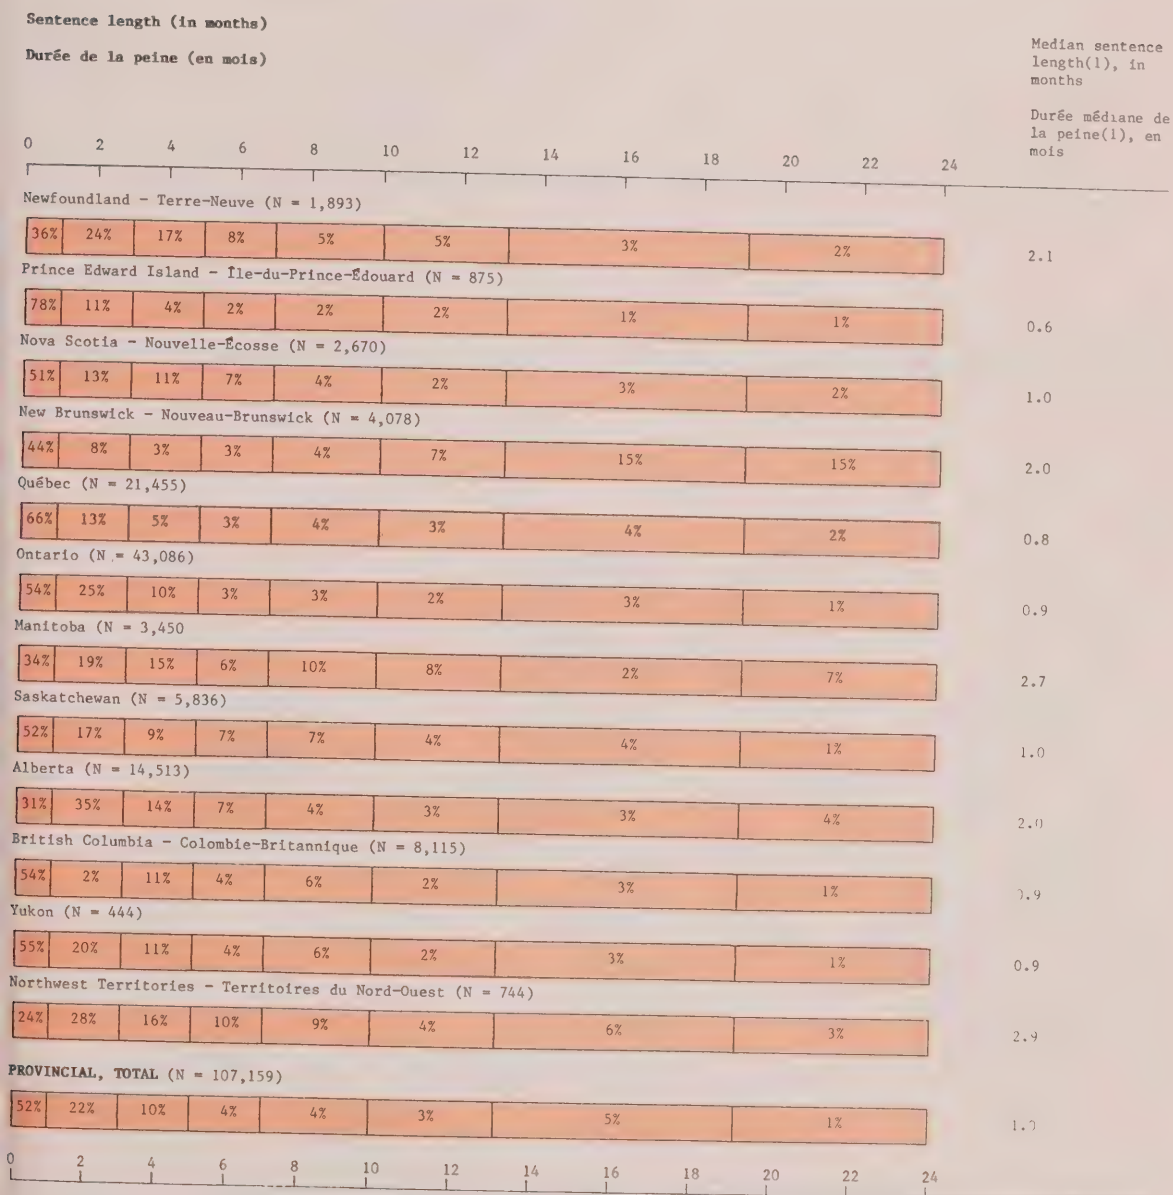 Sentence length (in months)
Durée de la peine (en mois)
Median sentence
length(1), in
months
Durée médiane de
la peine(1), en
mois
0 2 4 6 8 10 12 14 16 18 20 22 24
Newfoundland - Terre-Neuve (N = 1,893)
36% 24% 17% 8% 5% 5% 3% 2% 2.1
Prince Edward Island - Île-du-Prince-Édouard (N = 875)
78% 11% 4% 2% 2% 2% 1% 1% 0.6
Nova Scotia - Nouvelle-Écosse (N = 2,670)
51% 13% 11% 7% 4% 2% 3% 2% 1.0
New Brunswick - Nouveau-Brunswick (N = 4,078)
44% 8% 3% 3% 4% 7% 15% 15% 2.0
Québec (N = 21,455)
66% 13% 5% 3% 4% 3% 4% 2% 0.8
Ontario (N = 43,086)
54% 25% 10% 3% 3% 2% 3% 1% 0.9
Manitoba (N = 3,450
34% 19% 15% 6% 10% 8% 2% 7% 2.7
Saskatchewan (N = 5,836)
52% 17% 9% 7% 7% 4% 4% 1% 1.0
Alberta (N = 14,513)
31% 35% 14% 7% 4% 3% 3% 4% 2.0
British Columbia - Colombie-Britannique (N = 8,115)
54% 2% 11% 4% 6% 2% 3% 1%
Yukon (N = 444)
55% 20% 11% 4% 6% 2% 3% 1% 0.9
Northwest Territories - Territoires du Nord-Ouest (N = 744)
24% 28% 16% 10% 9% 4% 6% 3% 2.9
PROVINCIAL, TOTAL (N = 107,159)
52% 22% 10% 4% 4% 3% 5% 1%
0 2 4 6 8 10 12 14 16 18 20 22 24